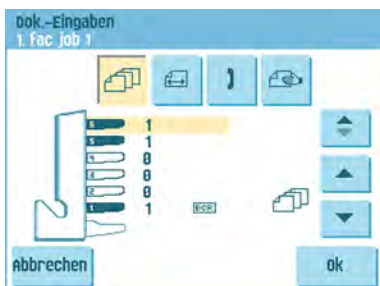 Dok.-Eingaben
1. Fac job 1
6 1
5 1
4 0
3 0
2 0
1 1 BCR
Abbrechen
Ok